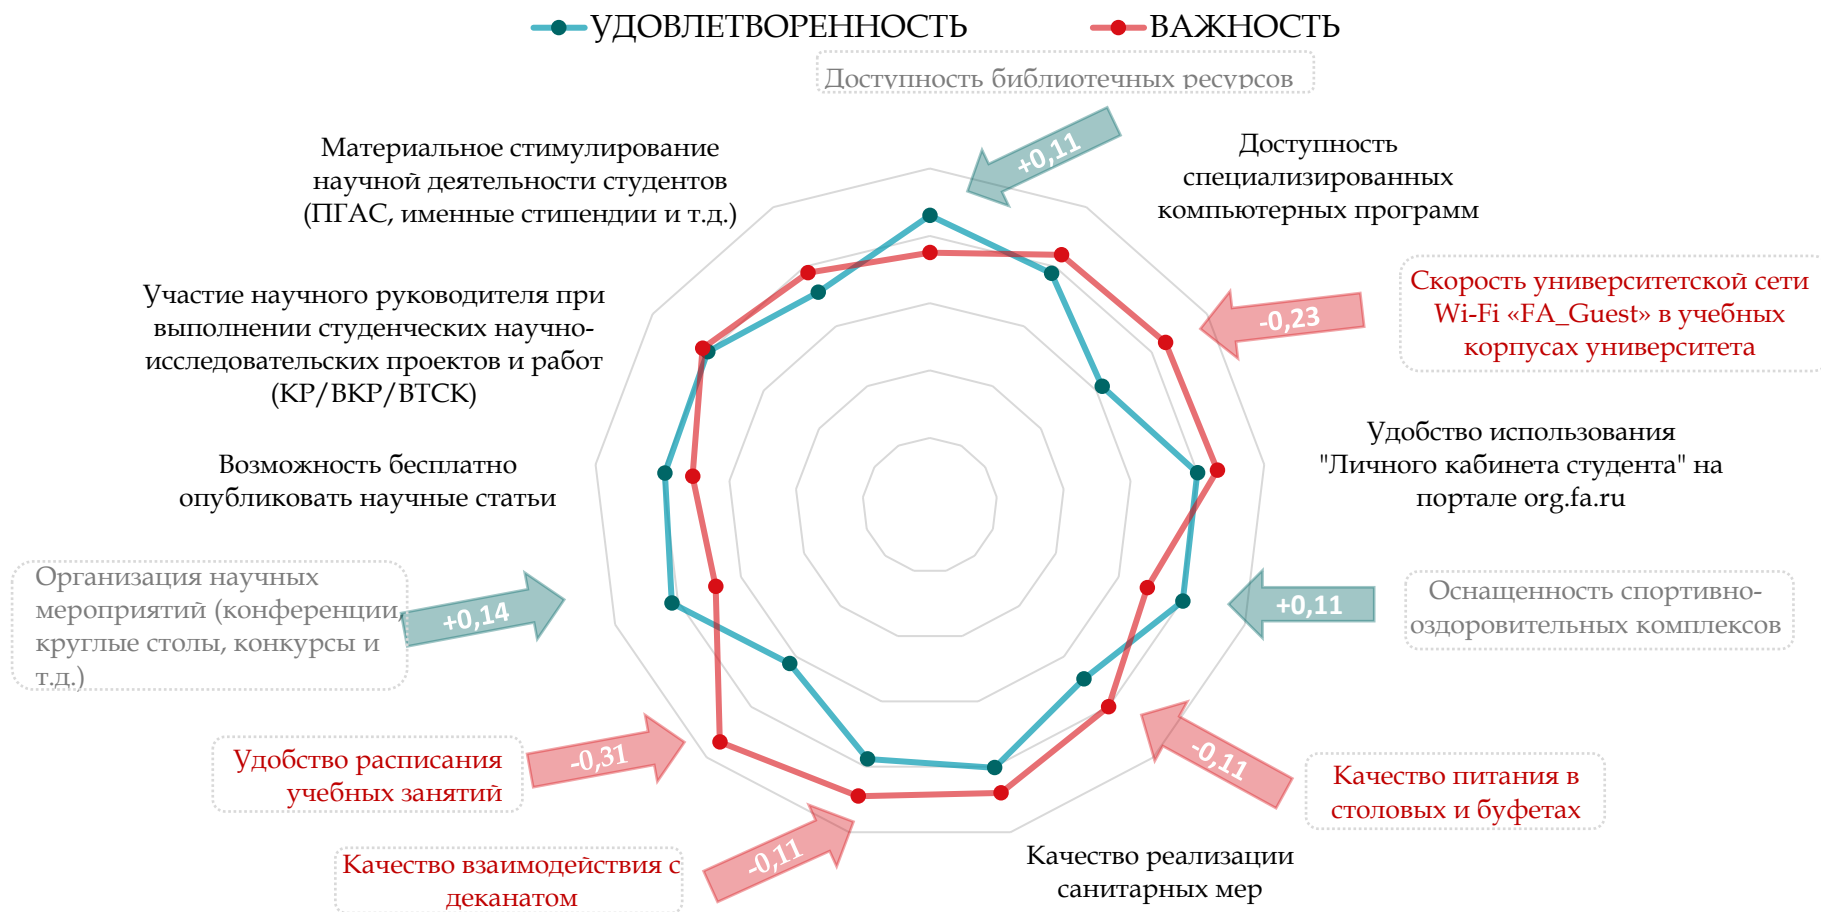 УДОВЛЕТВОРЕННОСТЬ
ВАЖНОСТЬ
Доступность библиотечных ресурсов
+0,11
Доступность
специализированных
компьютерных программ
Скорость университетской сети
Wi-Fi «FA_Guest» в учебных
корпусах университета
-0,23
Удобство использования
"Личного кабинета студента" на
портале org.fa.ru
Оснащенность спортивно-
оздоровительных комплексов
+0,11
Качество питания в
столовых и буфетах
-0,11
Качество реализации
санитарных мер
Качество взаимодействия с
деканатом
-0,11
Удобство расписания
учебных занятий
-0,31
Организация научных
мероприятий (конференции,
круглые столы, конкурсы и
т.д.)
+0,14
Возможность бесплатно
опубликовать научные статьи
Участие научного руководителя при
выполнении студенческих научно-
исследовательских проектов и работ
(КР/ВКР/ВТСК)
Материальное стимулирование
научной деятельности студентов
(ПГАС, именные стипендии и т.д.)